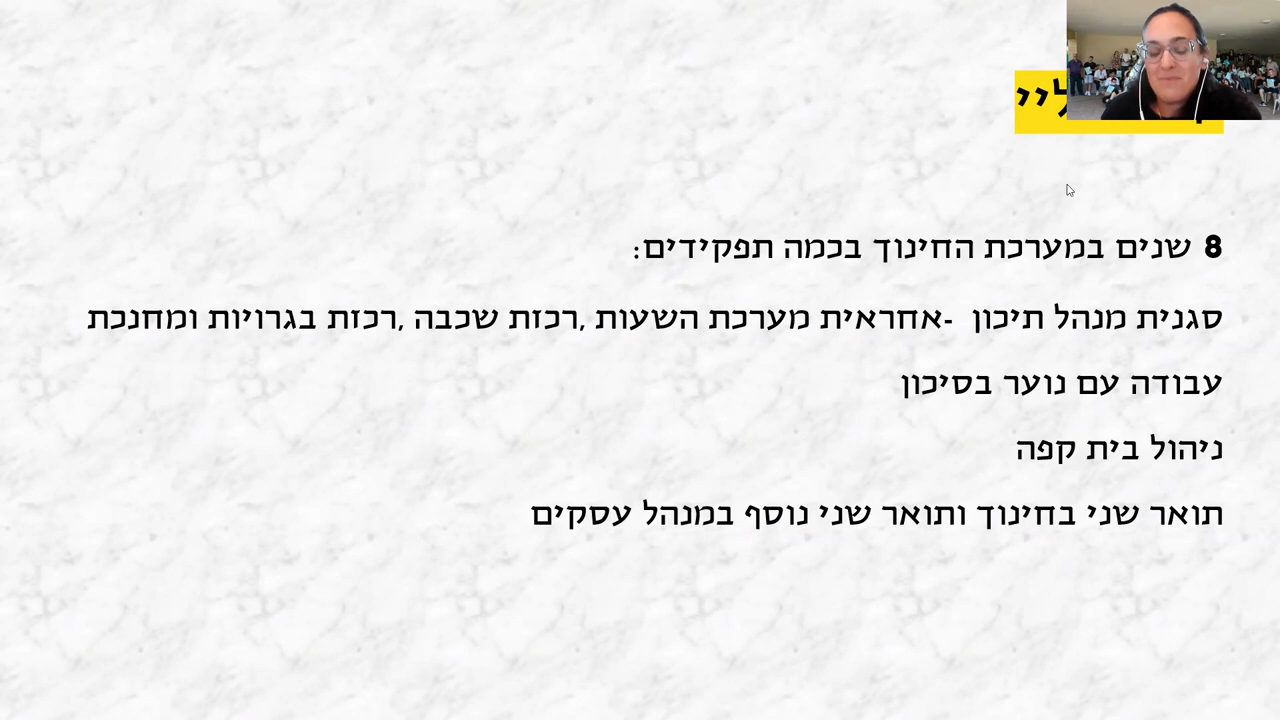 8 שנים במערכת החינוך בכמה תפקידים:
סגנית מנהל תיכון -אחראית מערכת השעות ,רכזת שכבה ,רכזת בגרויות ומחנכת
עבודה עם נוער בסיכון
ניהול בית קפה
תואר שני בחינוך ותואר שני נוסף במנהל עסקים